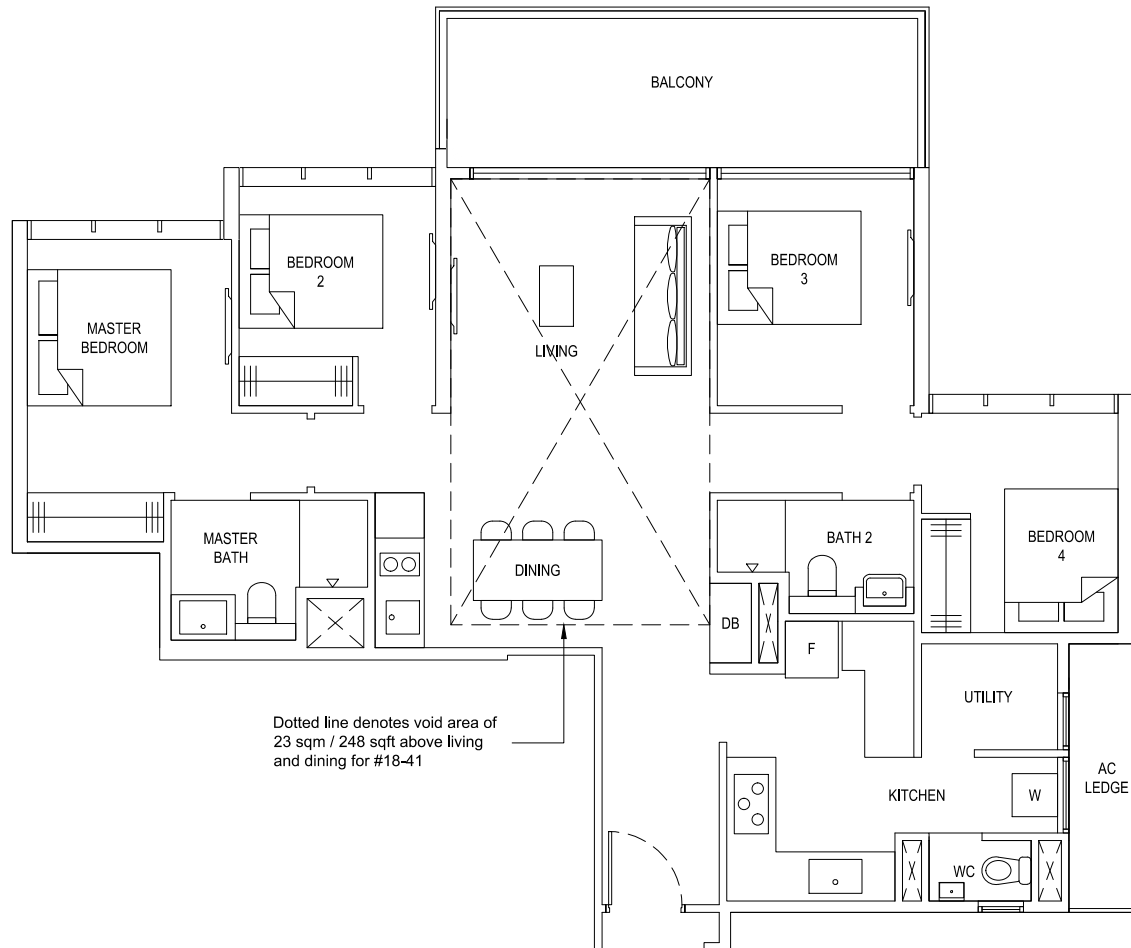 BALCONY
BEDROOM
2
BEDROOM
3
MASTER
BEDROOM
LIVING
MASTER
BATH
DINING
BATH 2
BEDROOM
4
DB
F
UTILITY
Dotted line denotes void area of
23 sqm / 248 sqft above living
and dining for #18-41
KITCHEN
W
AC
LEDGE
WC